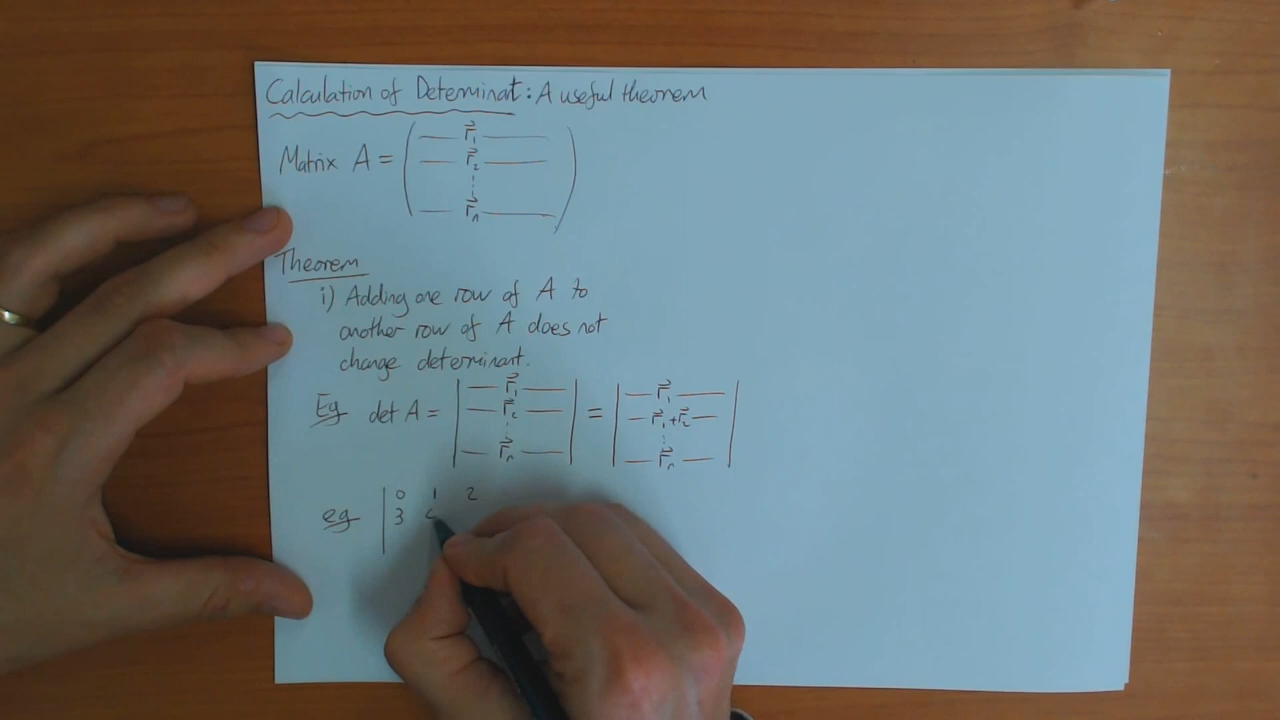 Calculation of Determinat: A useful theorem
Matrix A = ( — r⃗₁ —
— r⃗₂ —
⋮
— r⃗ₙ — )
Theorem
i) Adding one row of A to
another row of A does not
change determinant.
Eg det A = | — r⃗₁ — | = | — r⃗₁ — |
| — r⃗₂ — | | — r⃗₁+r⃗₂ — |
⋮ ⋮
| — r⃗ₙ — | | — r⃗ₙ — |
eg | 0 1 2
3